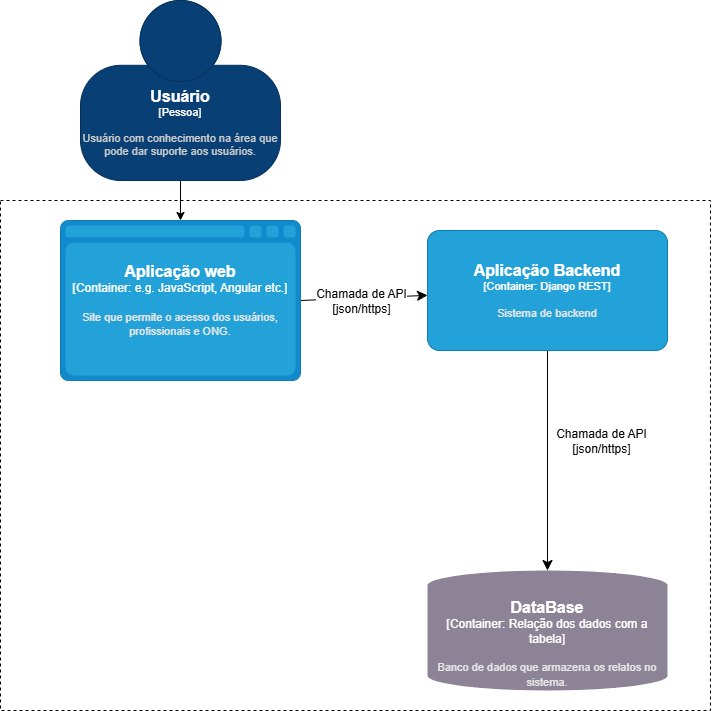 Usuário
[Pessoa]
Usuário com conhecimento na área que
pode dar suporte aos usuários.
Aplicação web
[Container: e.g. JavaScript, Angular etc.]
Site que permite o acesso dos usuários,
profissionais e ONG.
Chamada de API
[json/https]
Aplicação Backend
[Container: Django REST]
Sistema de backend
Chamada de API
[json/https]
DataBase
[Container: Relação dos dados com a
tabela]
Banco de dados que armazena os relatos no
sistema.